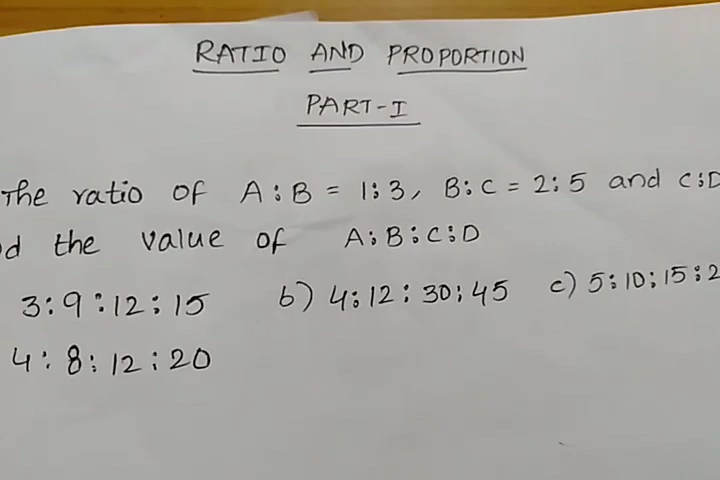 RATIO AND PROPORTION
PART-I
The ratio of A:B = 1:3, B:C = 2:5 and C:D
the value of A:B:C:D
3:9:12:15 b) 4:12:30:45 c) 5:10:15:2
4:8:12:20